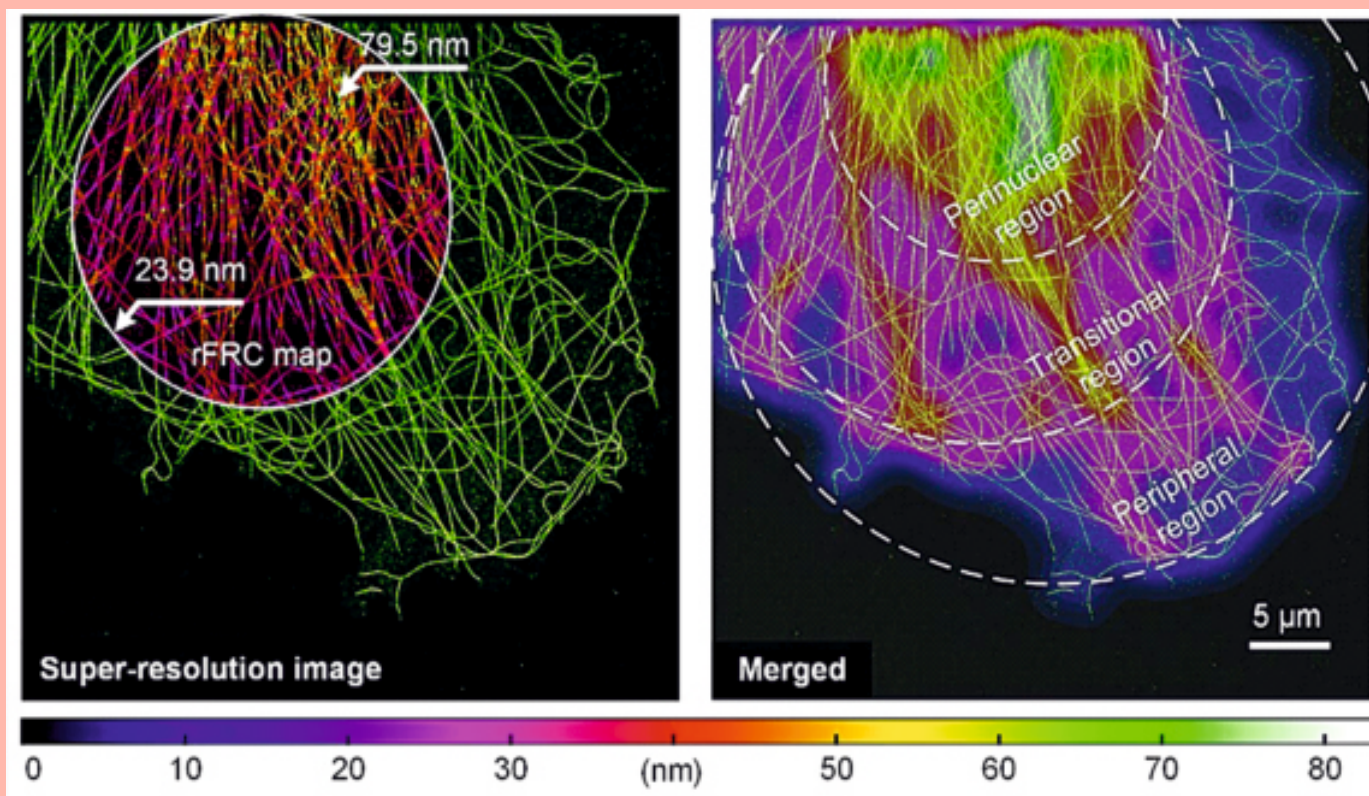 79.5 nm
23.9 nm
rFRC map
Super-resolution image
Perinuclear
region
Transitional
region
Peripheral
region
5 μm
Merged
0 10 20 30 (nm) 50 60 70 80